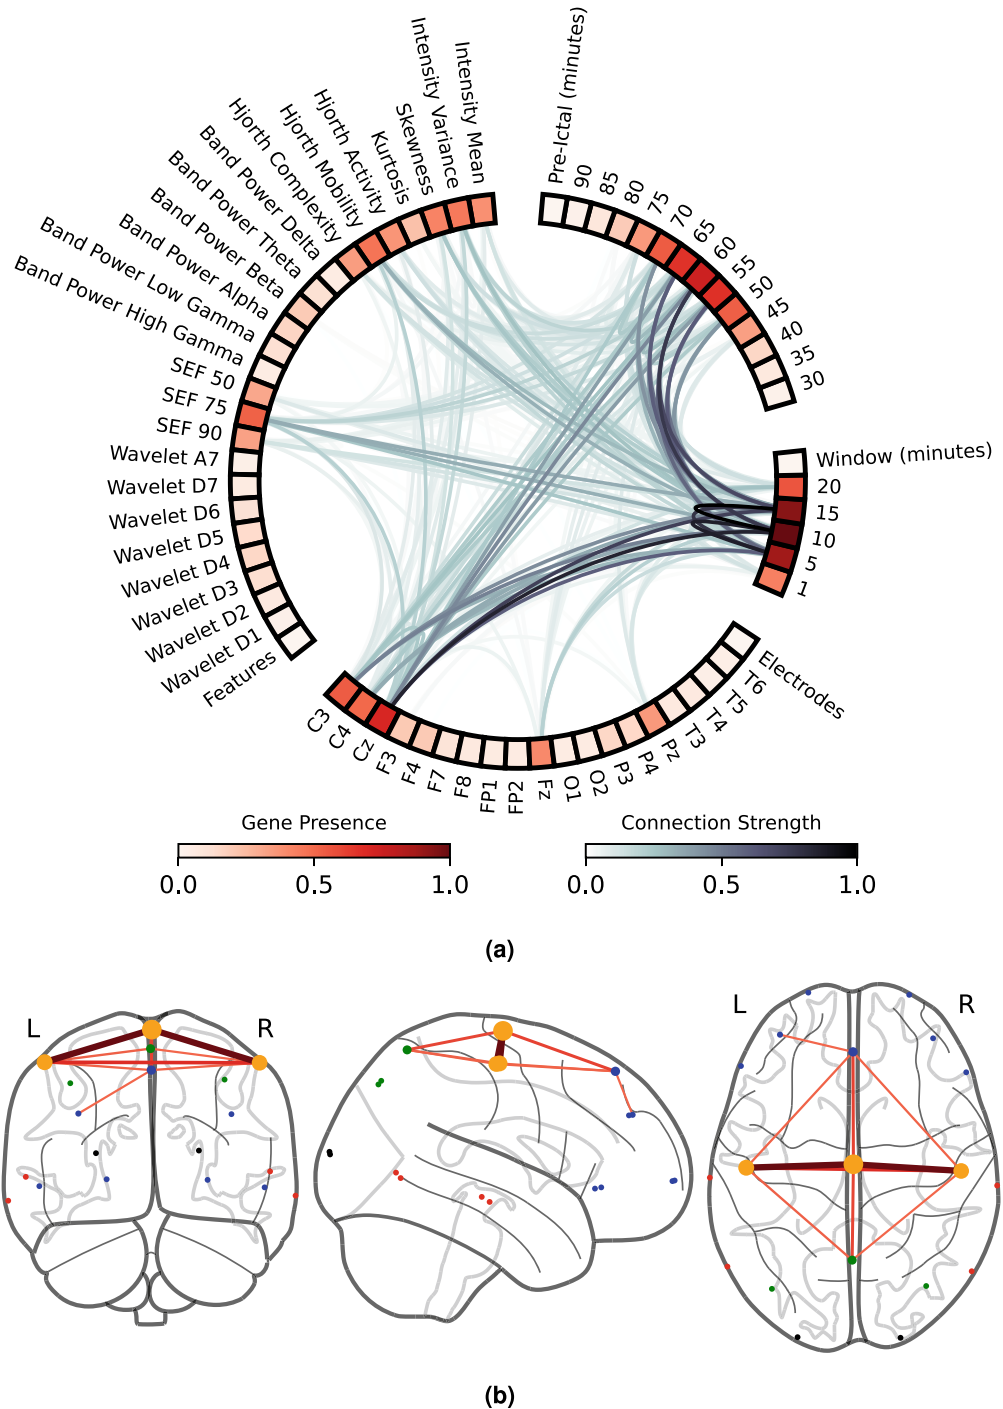 Intensity Mean
Intensity Variance
Skewness
Kurtosis
Hjorth Activity
Hjorth Mobility
Hjorth Complexity
Band Power Delta
Band Power Theta
Band Power Beta
Band Power Alpha
Band Power Low Gamma
Band Power High Gamma
SEF 50
SEF 75
SEF 90
Wavelet A7
Wavelet D7
Wavelet D6
Wavelet D5
Wavelet D4
Wavelet D3
Wavelet D2
Wavelet D1
Features
C3
C4
Cz
F3
F4
F7
F8
FP1
FP2
Fz
O1
O2
P3
P4
Pz
T3
T4
T5
T6
Electrodes
1
5
10
15
20
Window (minutes)
30
35
40
45
50
55
60
65
70
75
80
85
90
Pre-Ictal (minutes)
Gene Presence
0.0 0.5 1.0
Connection Strength
0.0 0.5 1.0
(a)
L R
L R
(b)